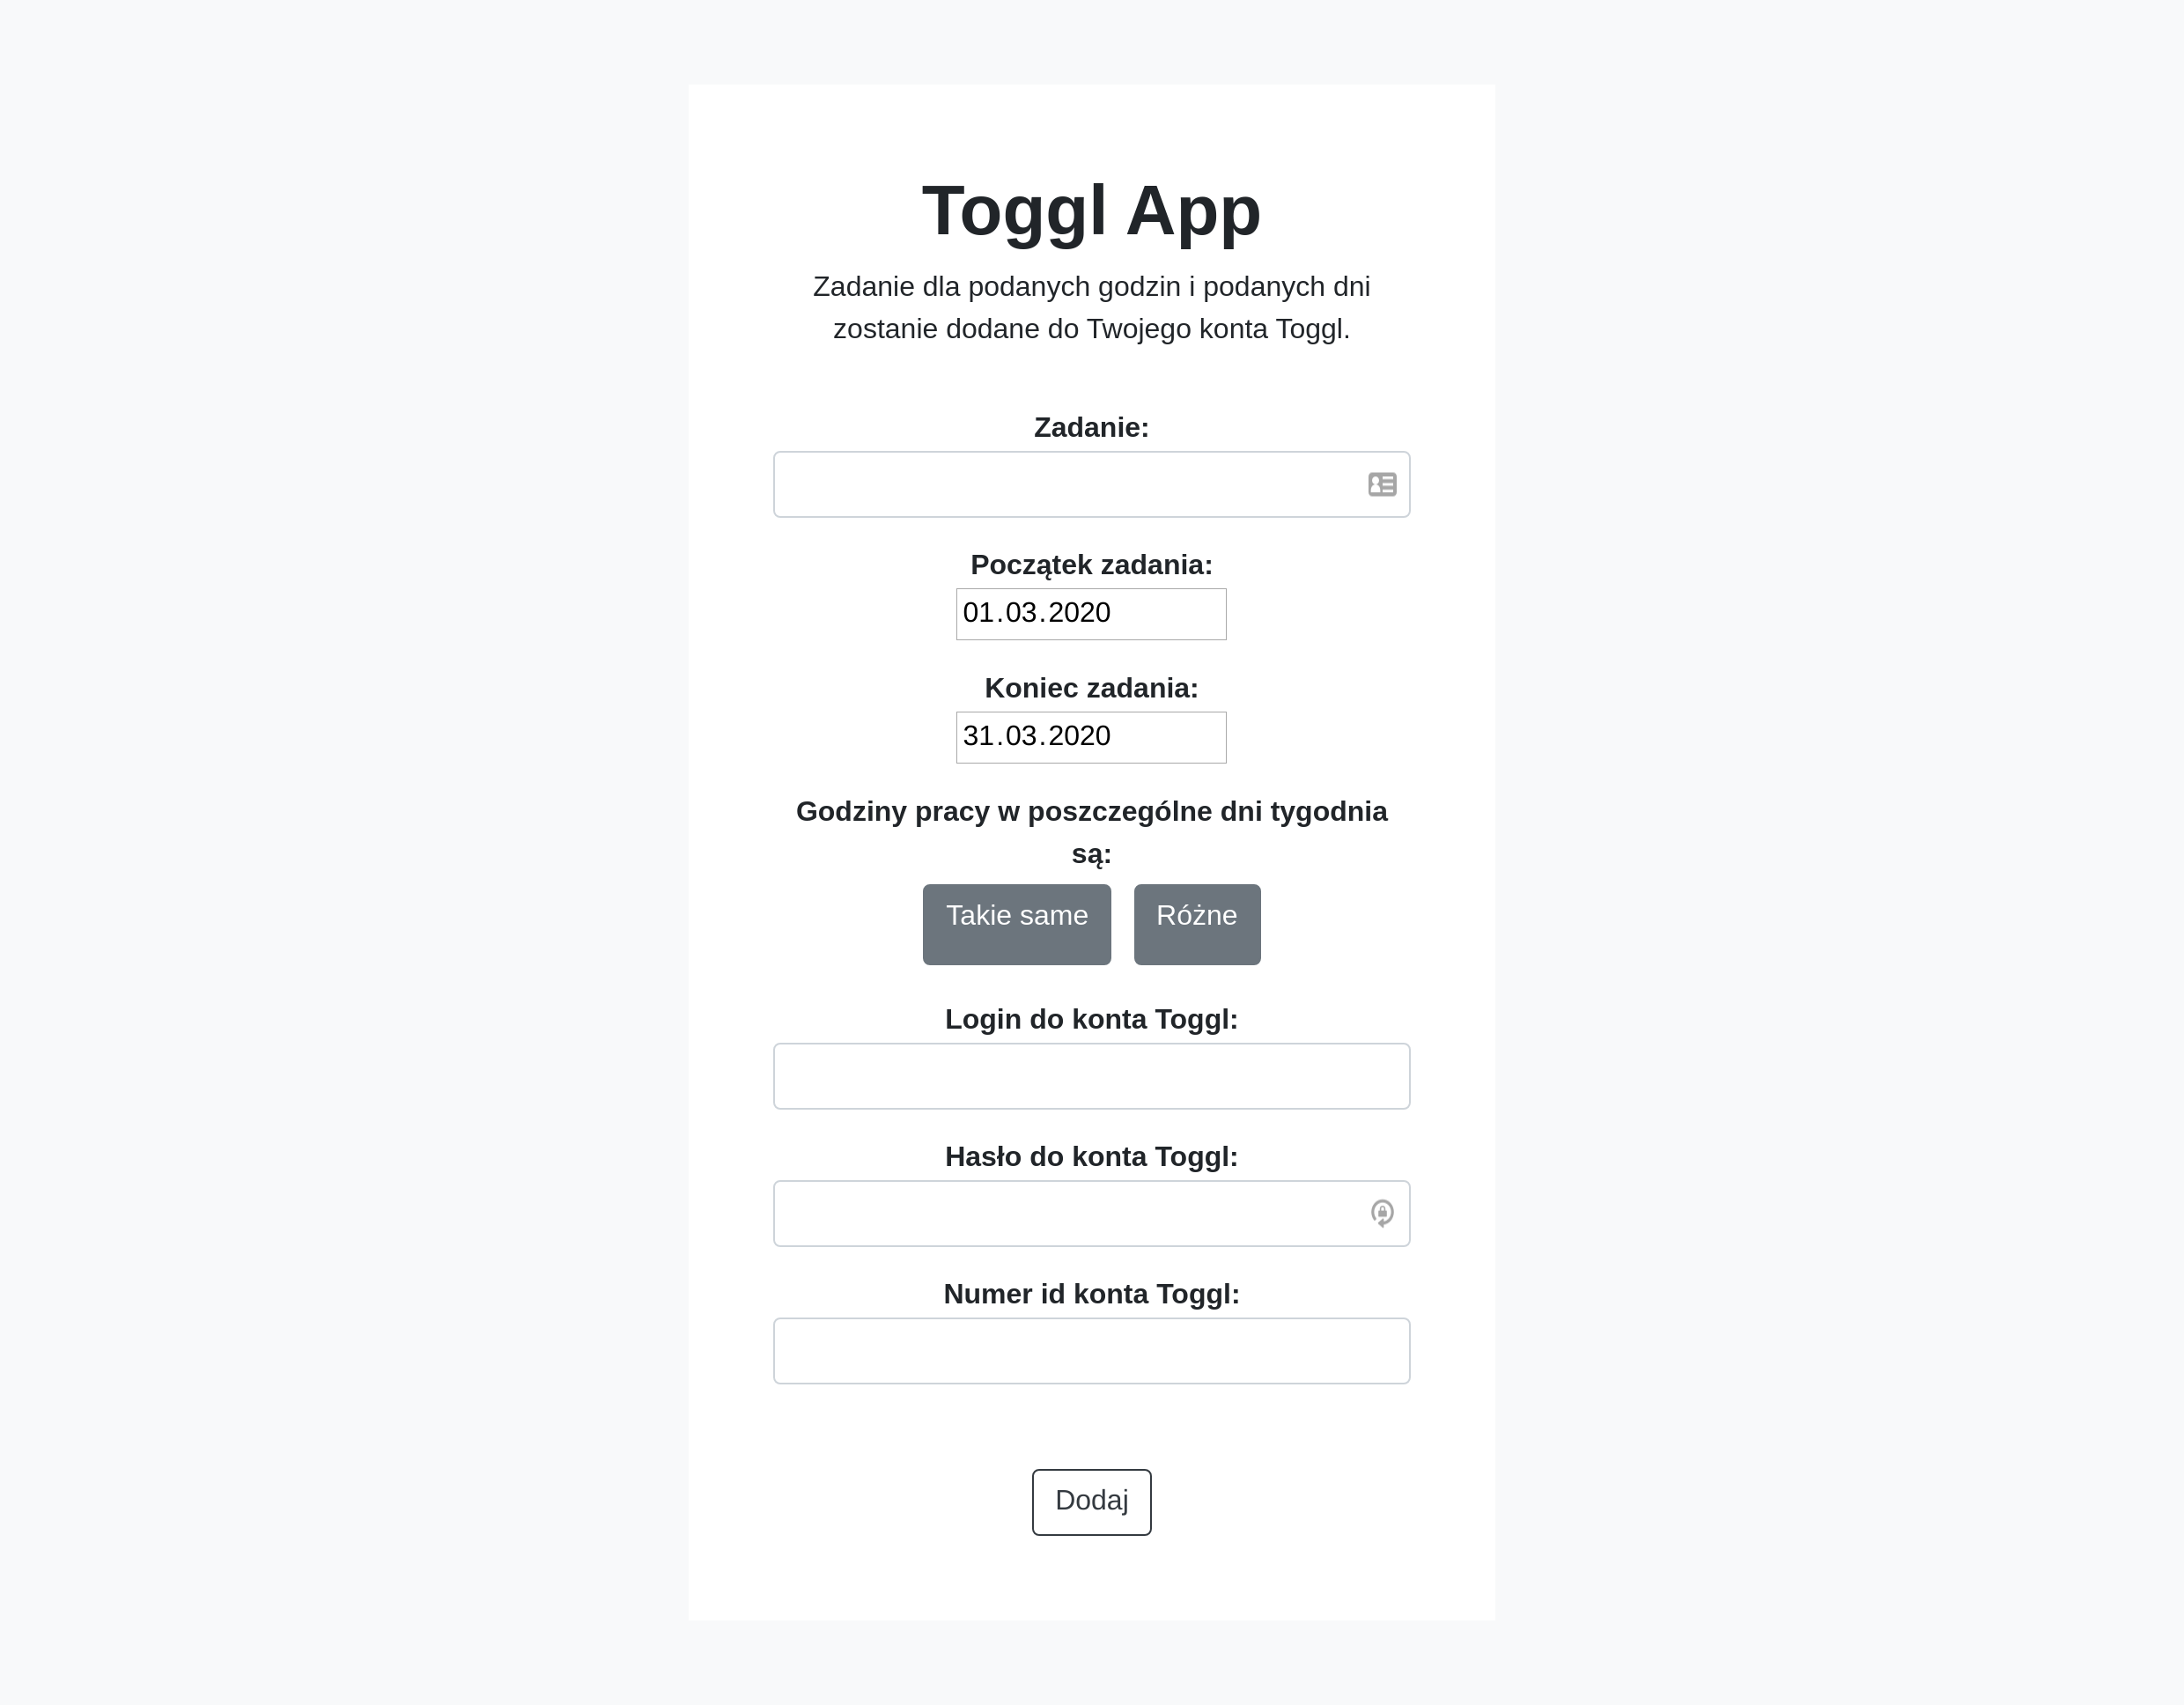 Toggl App
Zadanie dla podanych godzin i podanych dni
zostanie dodane do Twojego konta Toggl.
Zadanie:
Początek zadania:
01.03.2020
Koniec zadania:
31.03.2020
Godziny pracy w poszczególne dni tygodnia
są:
Takie same Różne
Login do konta Toggl:
Hasło do konta Toggl:
Numer id konta Toggl:
Dodaj